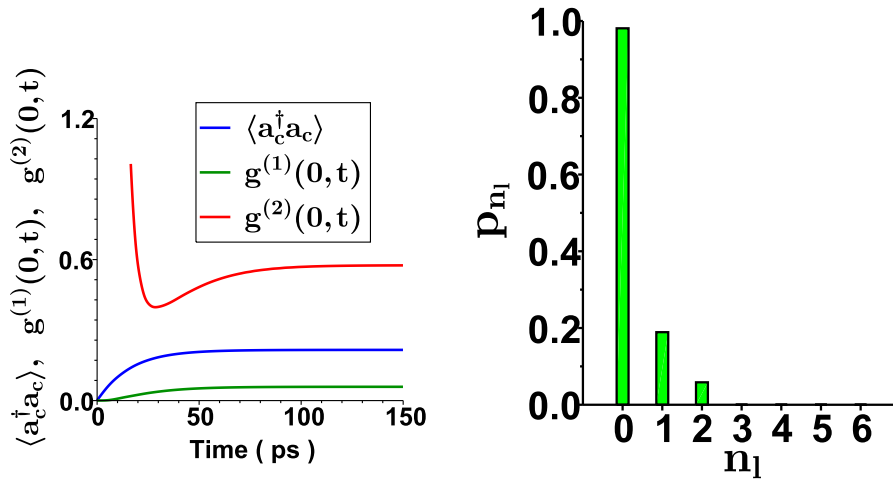 ⟨a_c^†a_c⟩, g^(1)(0,t), g^(2)(0,t)
1.2
0.6
0.0
⟨a_c^†a_c⟩
g^(1)(0,t)
g^(2)(0,t)
0 50 100 150
Time ( ps )
p_{n_l}
1.0
0.8
0.6
0.4
0.2
0.0
0 1 2 3 4 5 6
n_l